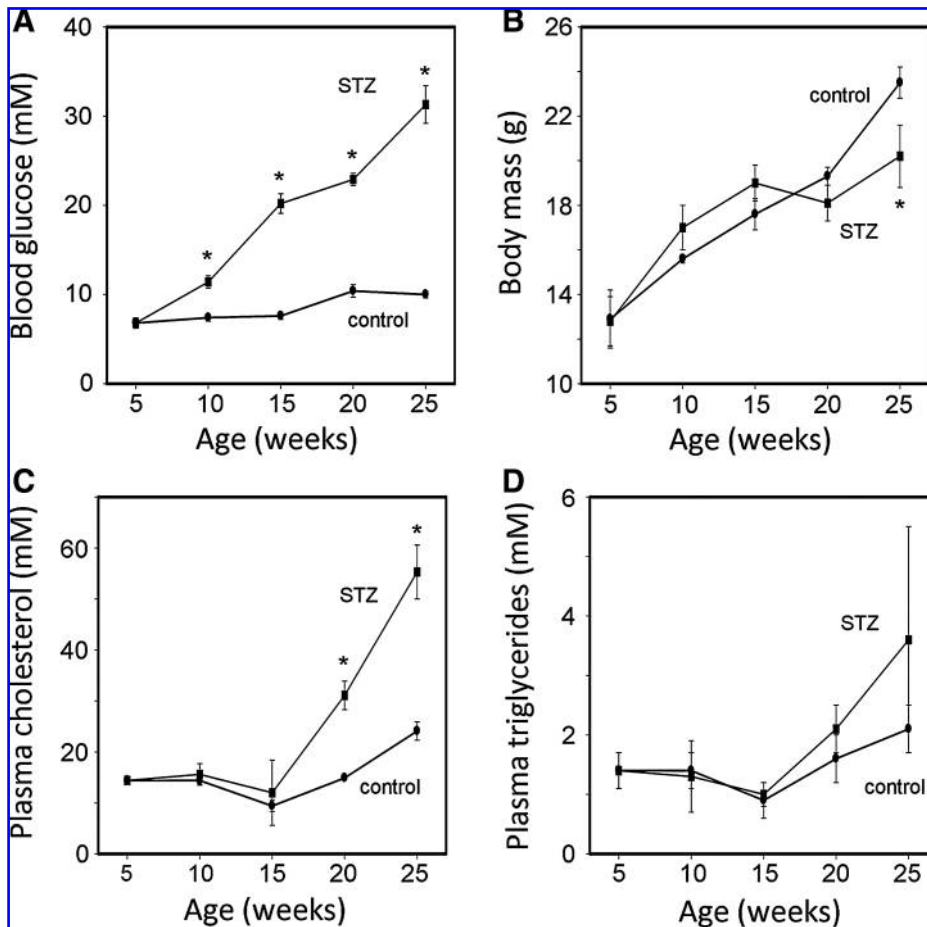 A
Blood glucose (mM)
40
30
20
10
0
STZ
control
*
*
*
*
5 10 15 20 25
Age (weeks)
B
Body mass (g)
26
22
18
14
10
control
STZ
*
5 10 15 20 25
Age (weeks)
C
Plasma cholesterol (mM)
60
40
20
0
STZ
control
*
*
5 10 15 20 25
Age (weeks)
D
Plasma triglycerides (mM)
6
4
2
0
STZ
control
5 10 15 20 25
Age (weeks)